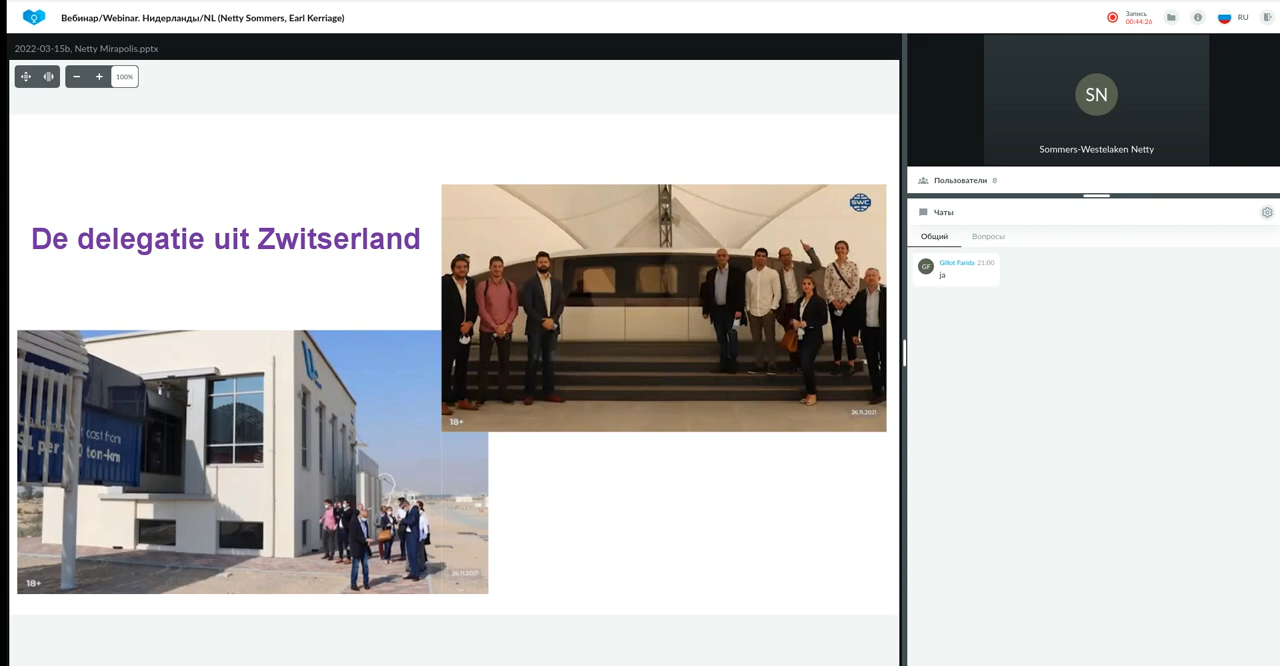 Вебинар/Webinar. Нидерланды/NL (Netty Sommers, Earl Kerriage)
Запись
00:44:26
RU
2022-03-15b, Netty Mirapolis.pptx
100%
SN
Sommers-Westelaken Netty
Пользователи 8
Чаты
Общий Вопросы
GF
Gillot Farida 21:00
ja
De delegatie uit Zwitserland
SWC
26.11.2021
18+
cost from
ton-km
18+
26.11.2021